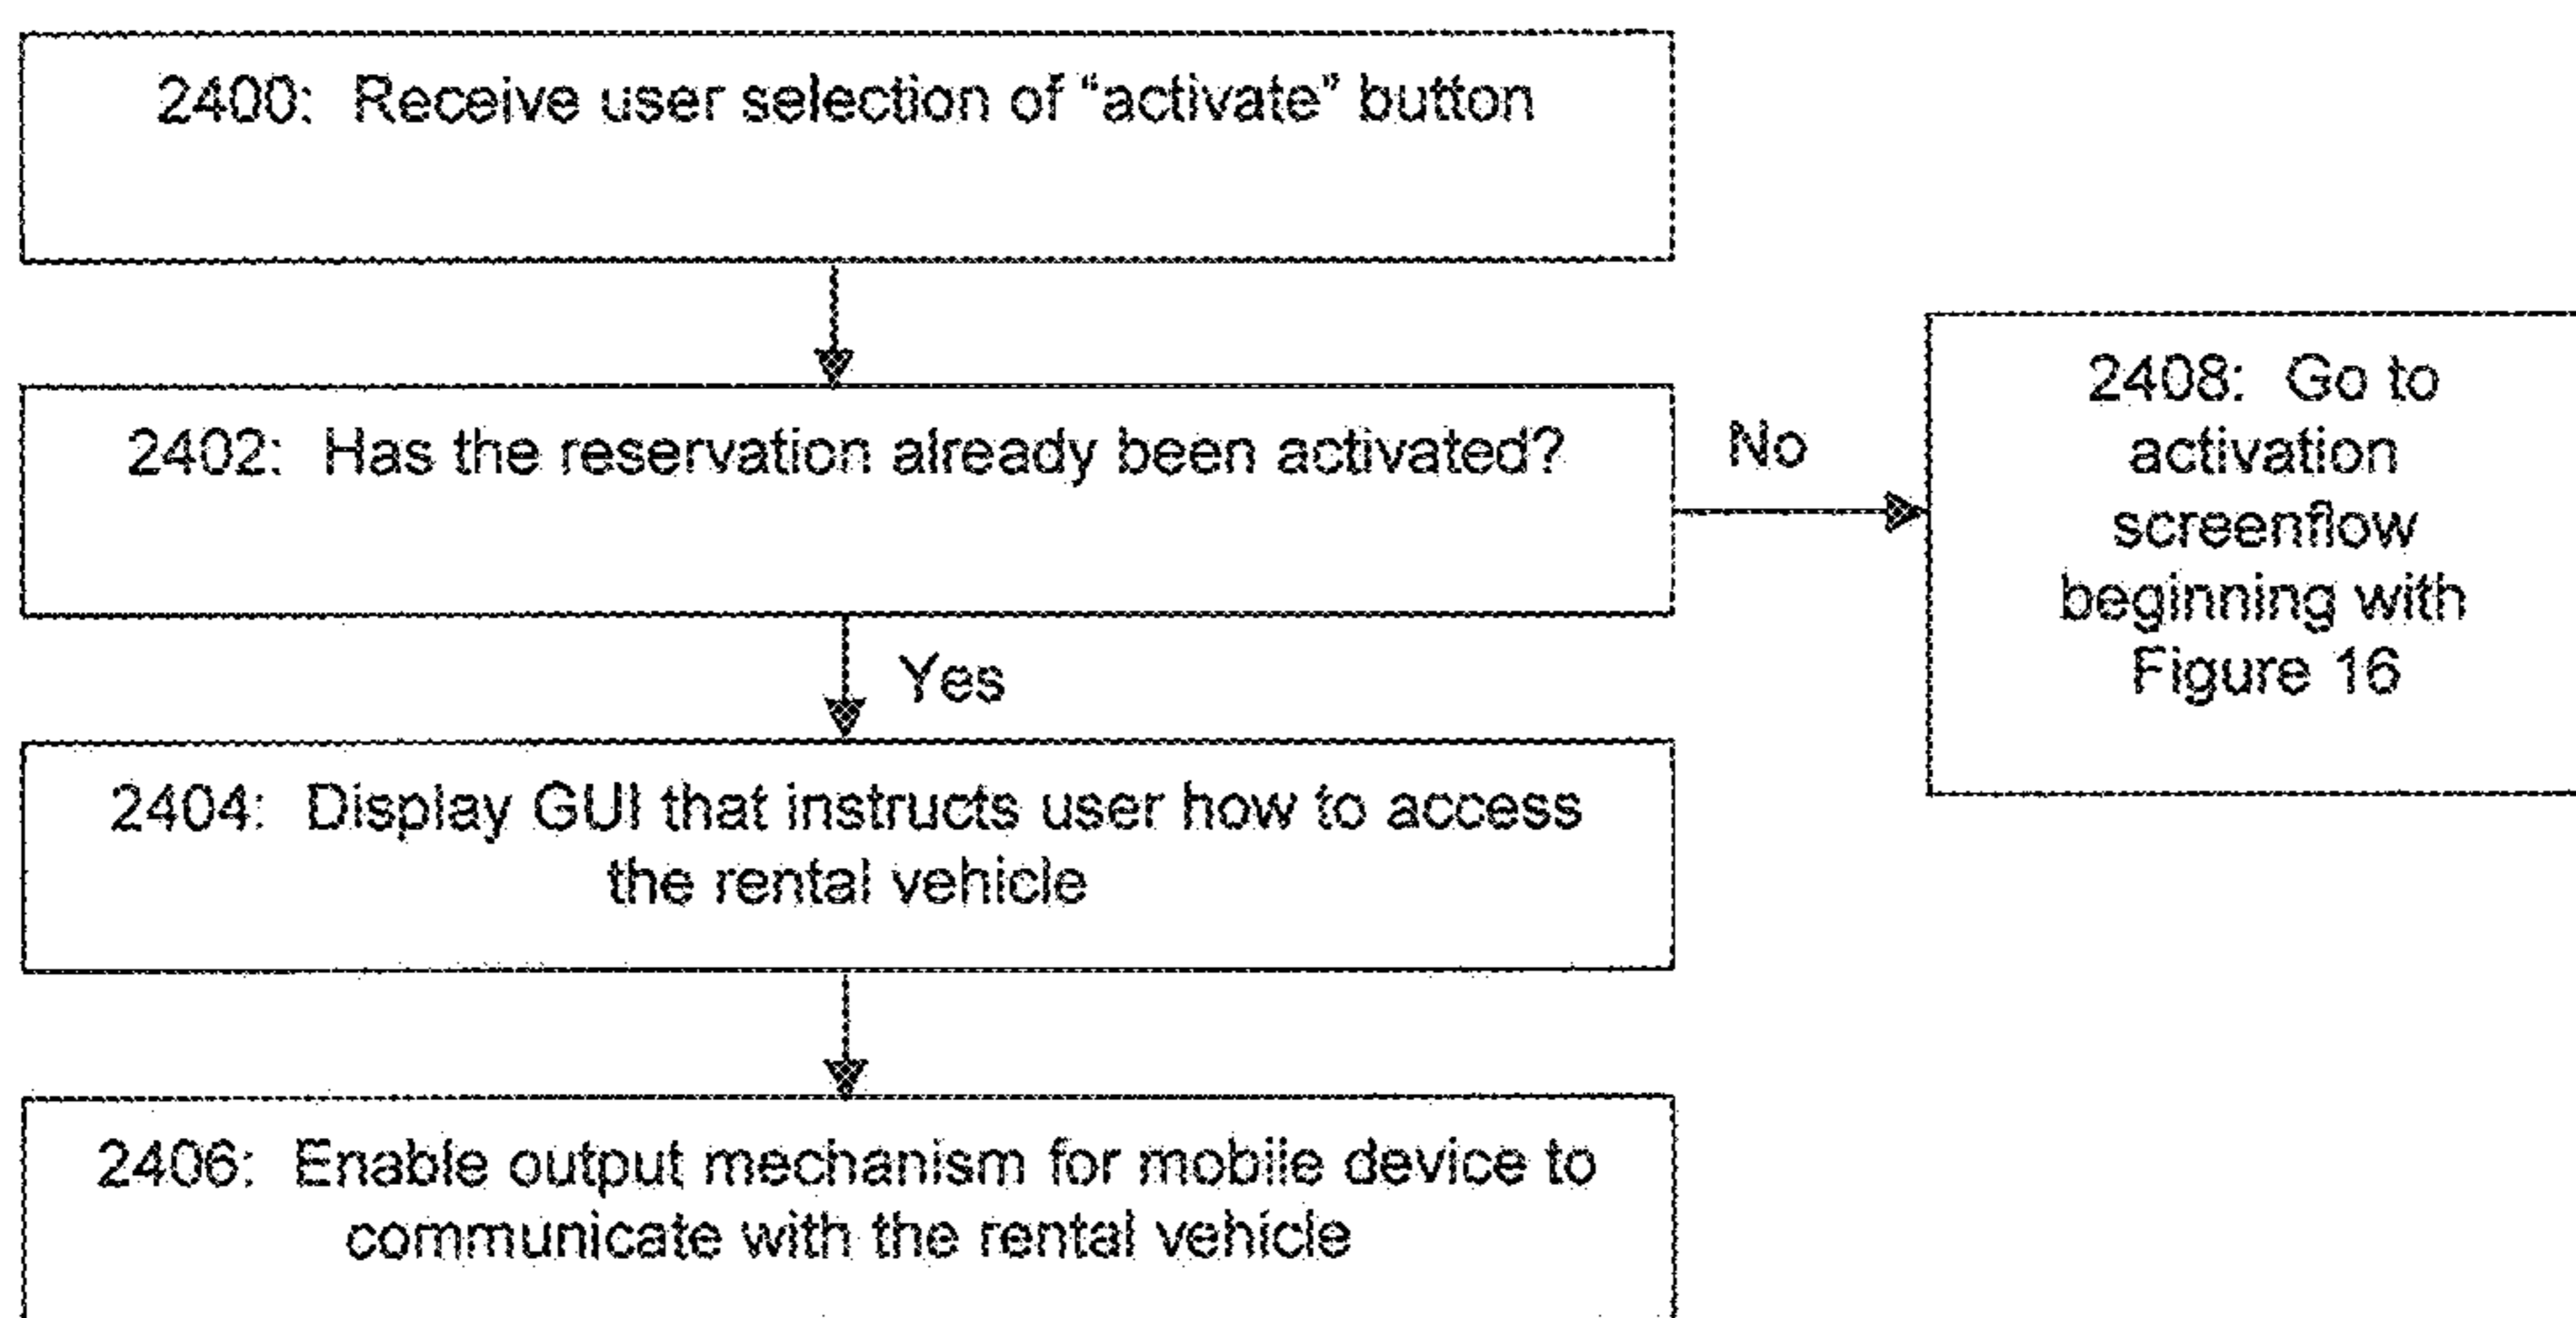 2400: Receive user selection of “activate” button
2402: Has the reservation already been activated?
No
2408: Go to
activation
screenflow
beginning with
Figure 16
Yes
2404: Display GUI that instructs user how to access
the rental vehicle
2406: Enable output mechanism for mobile device to
communicate with the rental vehicle